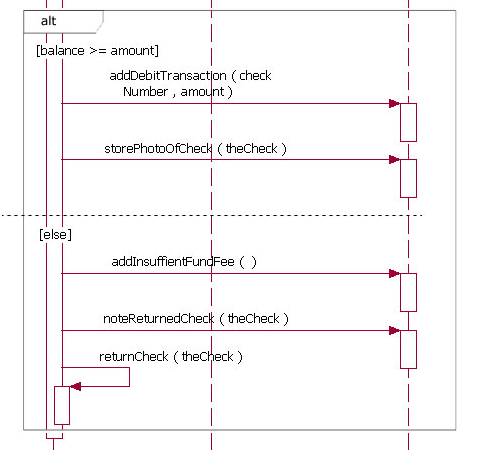 alt
[balance >= amount]
addDebitTransaction ( check
Number , amount )
storePhotoOfCheck ( theCheck )
[else]
addInsuffientFundFee (  )
noteReturnedCheck ( theCheck )
returnCheck ( theCheck )